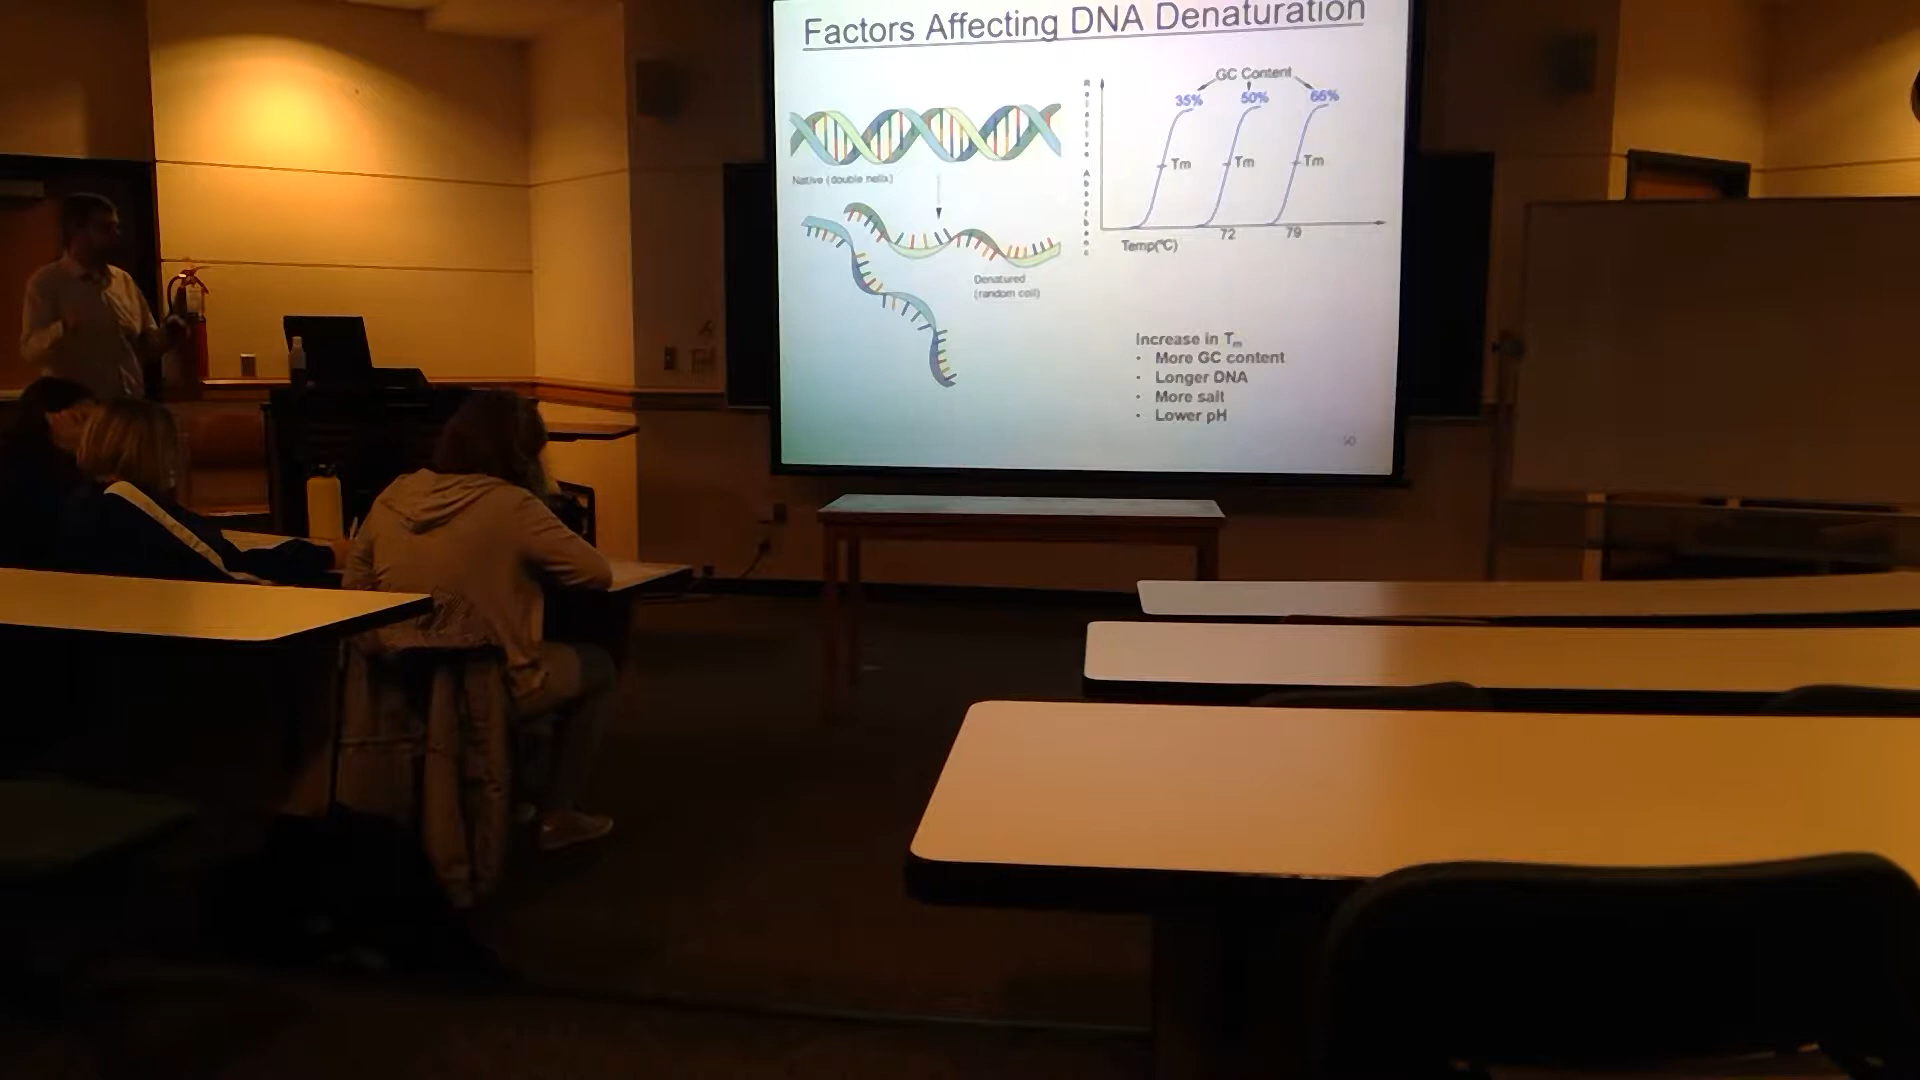 Factors Affecting DNA Denaturation
GC Content
35% 50% 65%
Tm Tm Tm
Native (double helix)
72 79
Temp(°C)
Denatured
(random coil)
Increase in Tm
• More GC content
• Longer DNA
• More salt
• Lower pH
50